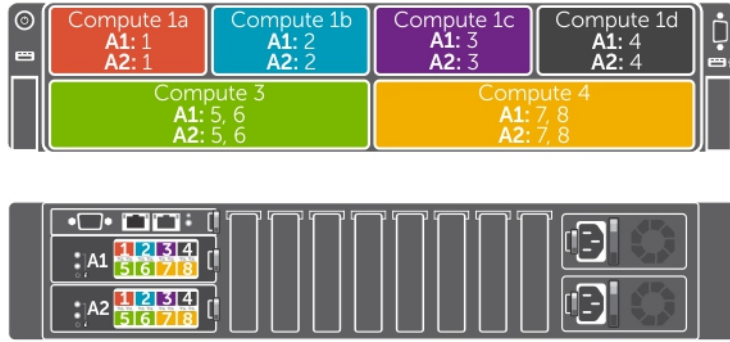 Compute 1a
A1: 1
A2: 1
Compute 1b
A1: 2
A2: 2
Compute 1c
A1: 3
A2: 3
Compute 1d
A1: 4
A2: 4
Compute 3
A1: 5, 6
A2: 5, 6
Compute 4
A1: 7, 8
A2: 7, 8
A1
1 2 3 4
5 6 7 8
A2
1 2 3 4
5 6 7 8